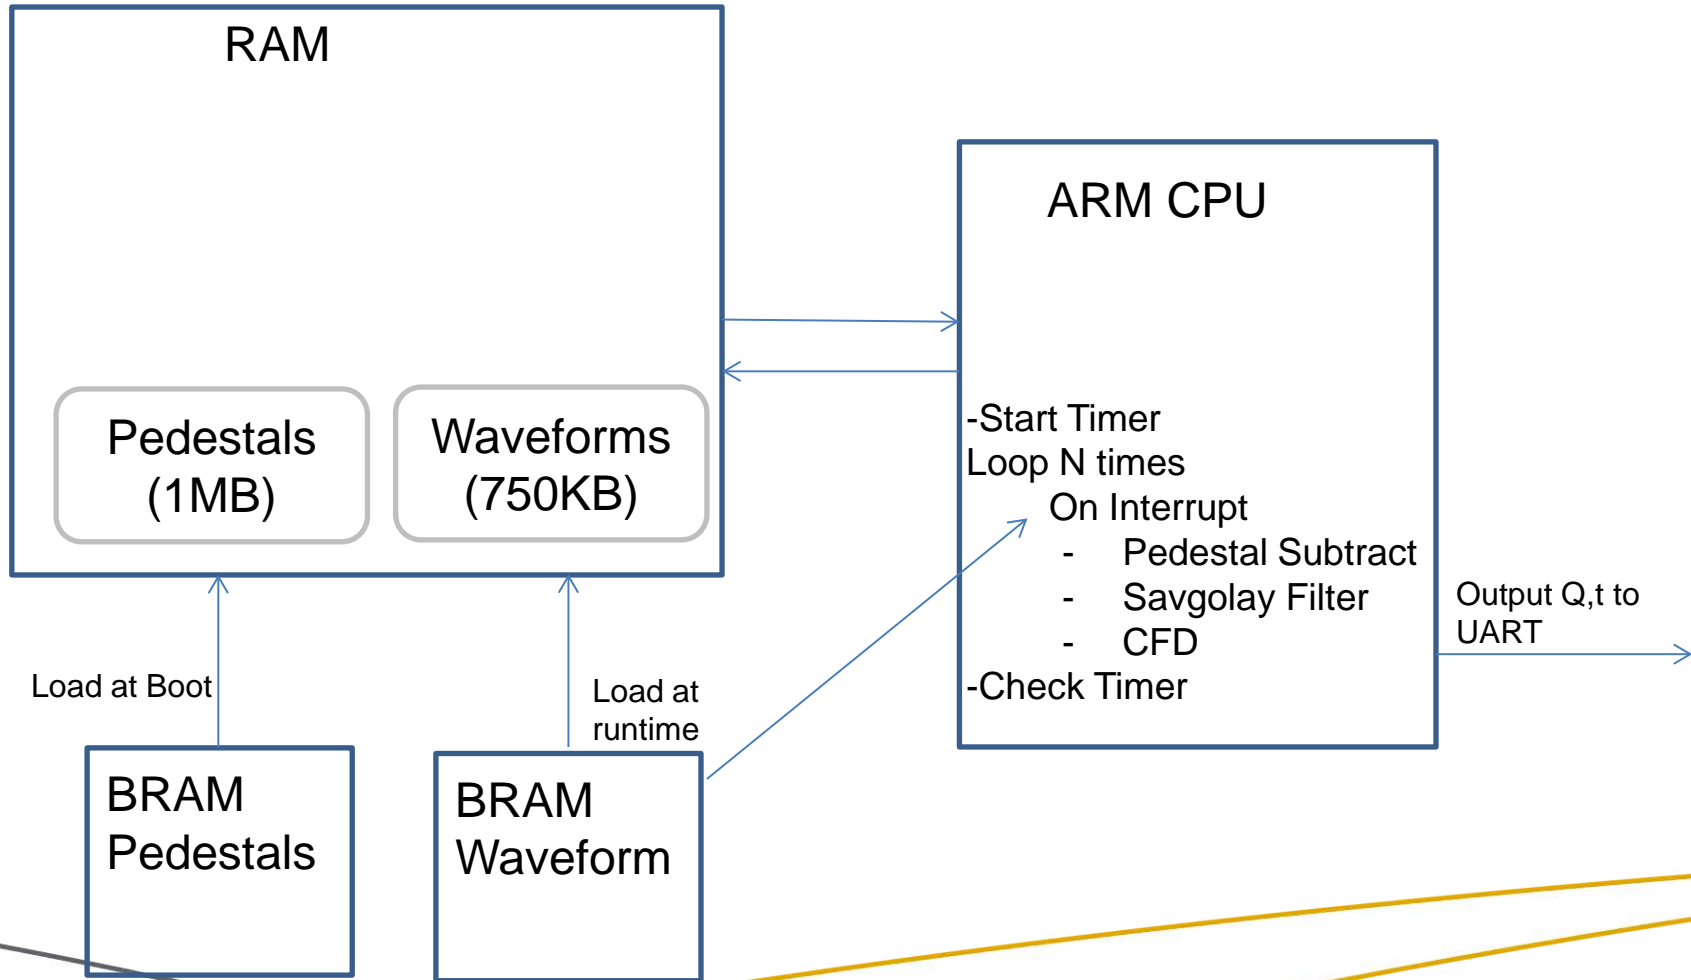 RAM
Pedestals
(1MB)
Waveforms
(750KB)
ARM CPU
-Start Timer
Loop N times
On Interrupt
- Pedestal Subtract
- Savgolay Filter
- CFD
-Check Timer
Output Q,t to
UART
Load at Boot
Load at
runtime
BRAM
Pedestals
BRAM
Waveform